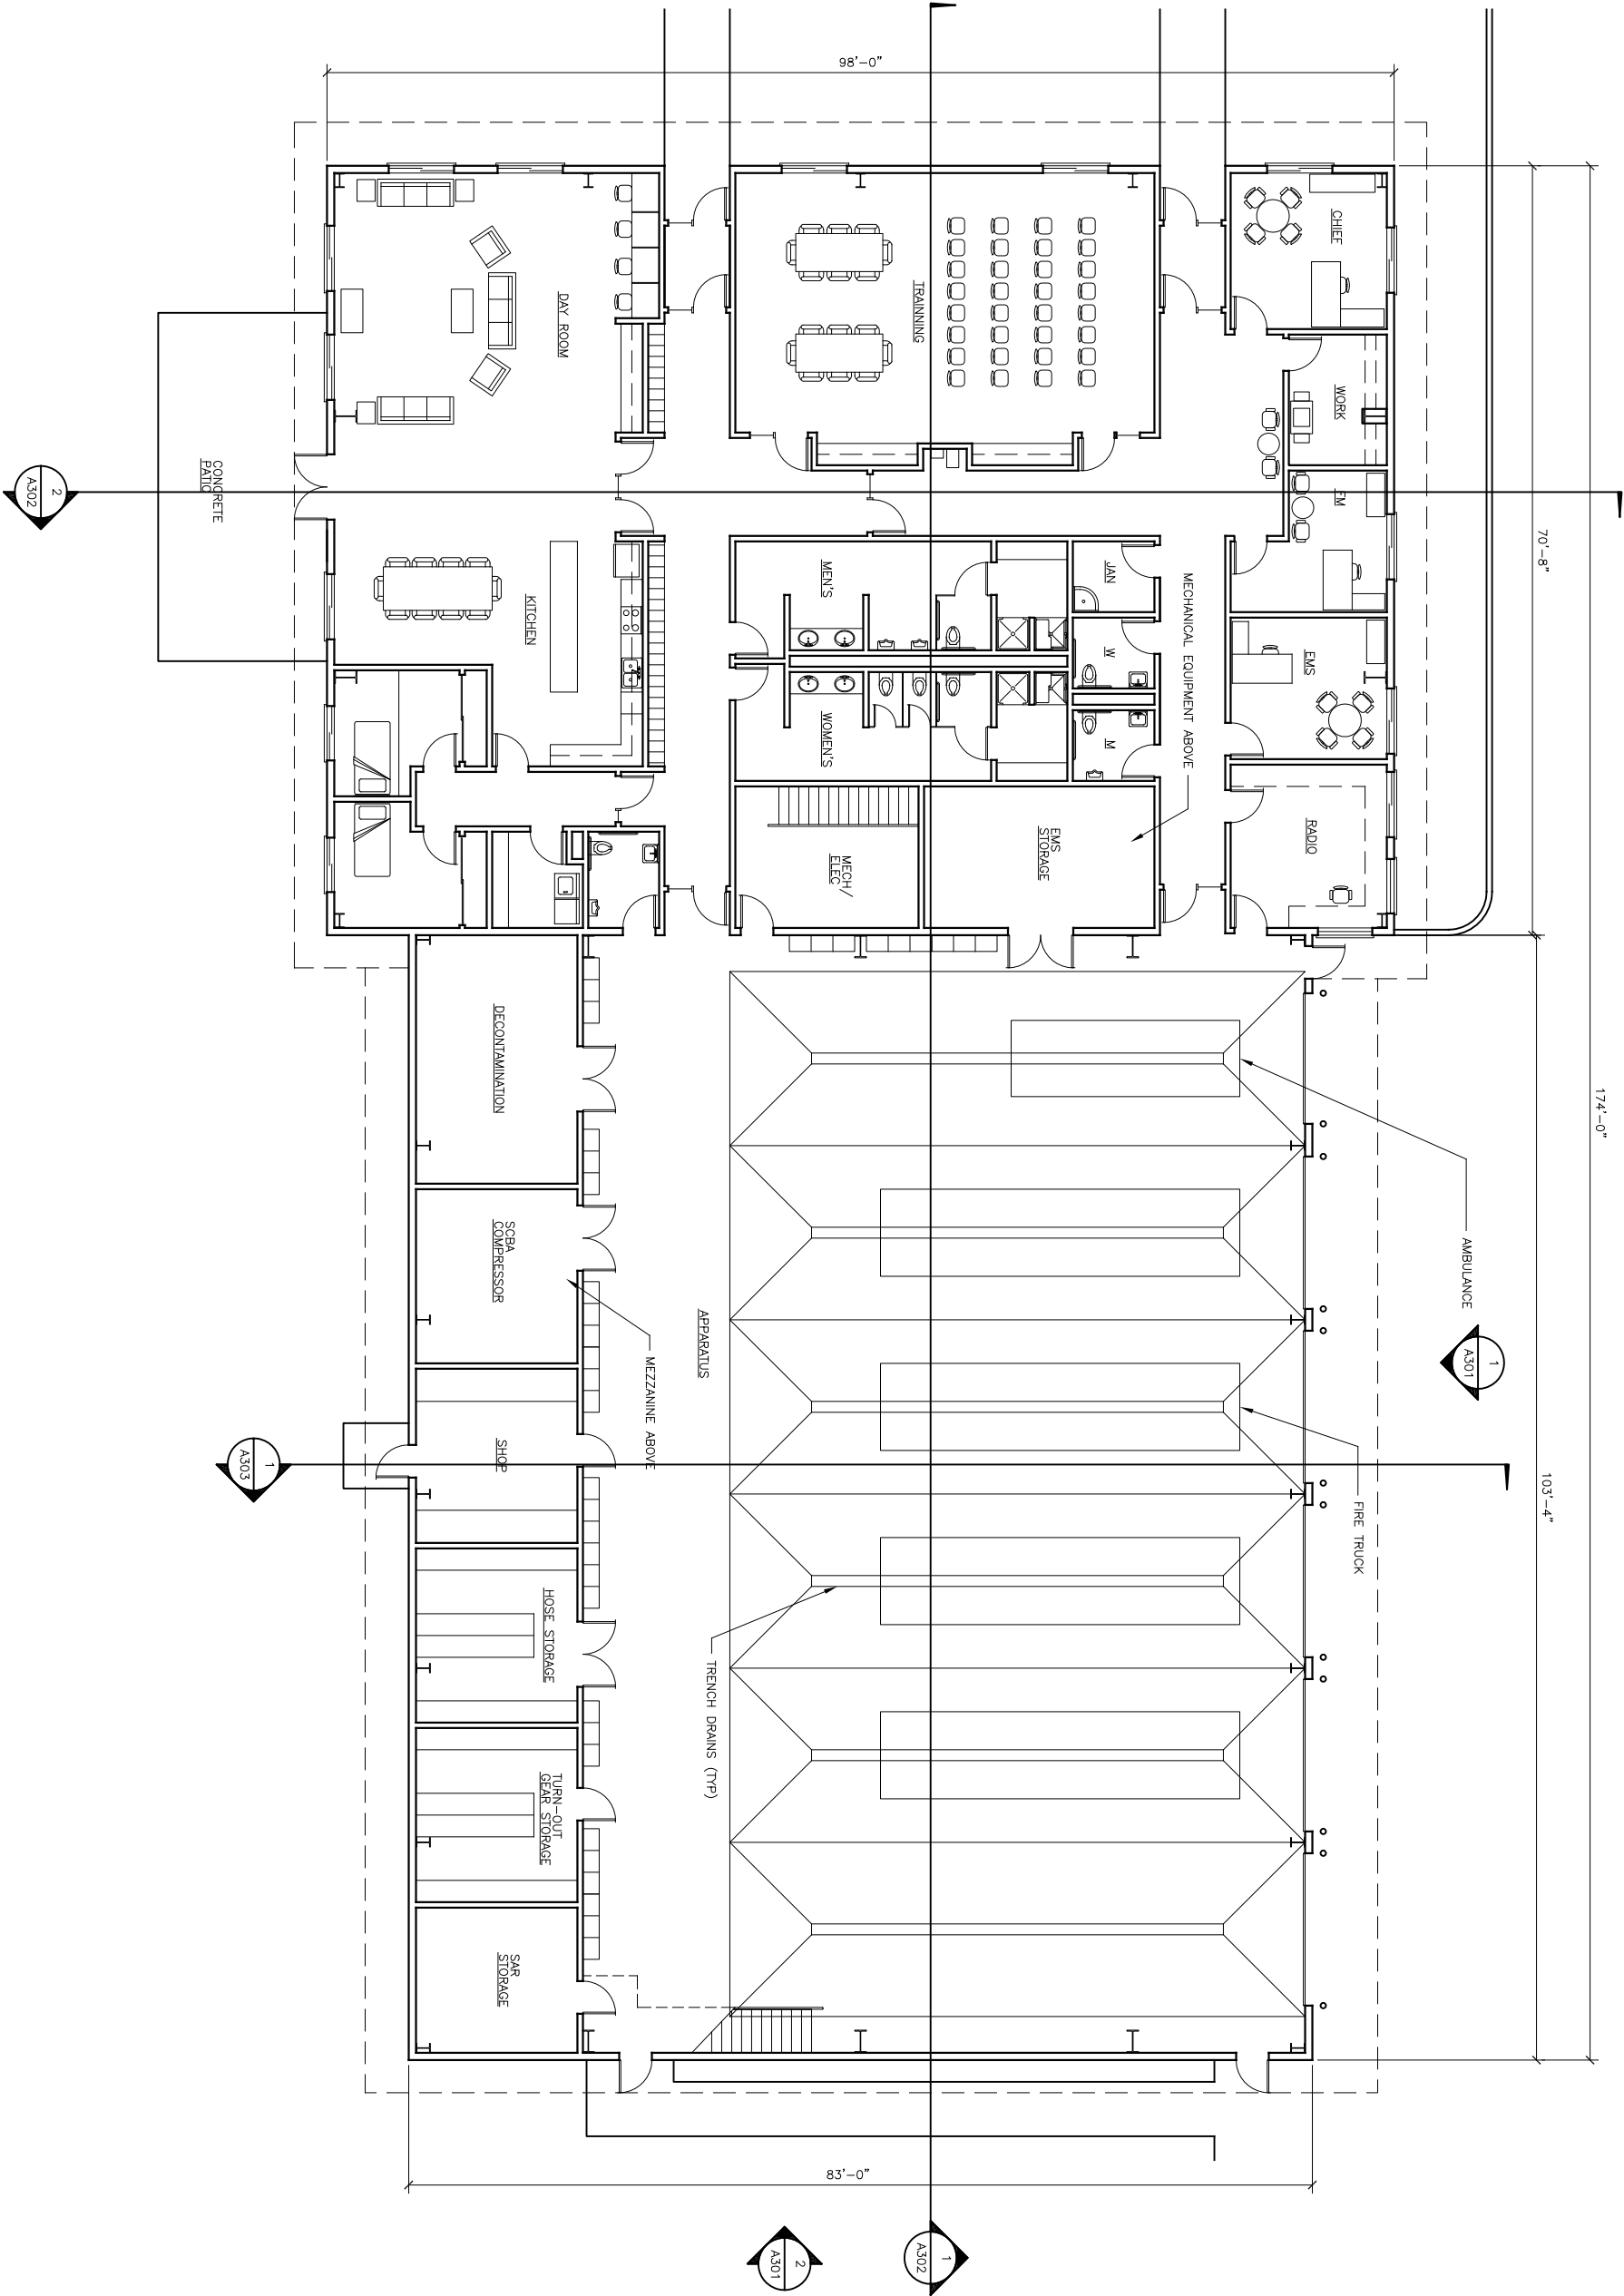 98'-0"
174'-0"
70'-8"
103'-4"
83'-0"
CHIEF
WORK
FM
EMS
RADIO
TRAINNING
DAY ROOM
KITCHEN
CONCRETE
PATIO
MEN'S
WOMEN'S
JAN
W
M
MECHANICAL EQUIPMENT ABOVE
EMS
STORAGE
MECH/
ELEC
DECONTAMINATION
SCBA
COMPRESSOR
SHOP
HOSE STORAGE
TURN-OUT
GEAR STORAGE
SAR
STORAGE
APPARATUS
MEZZANINE ABOVE
AMBULANCE
FIRE TRUCK
TRENCH DRAINS (TYP)
2
A302
1
A301
1
A303
2
A301
1
A302